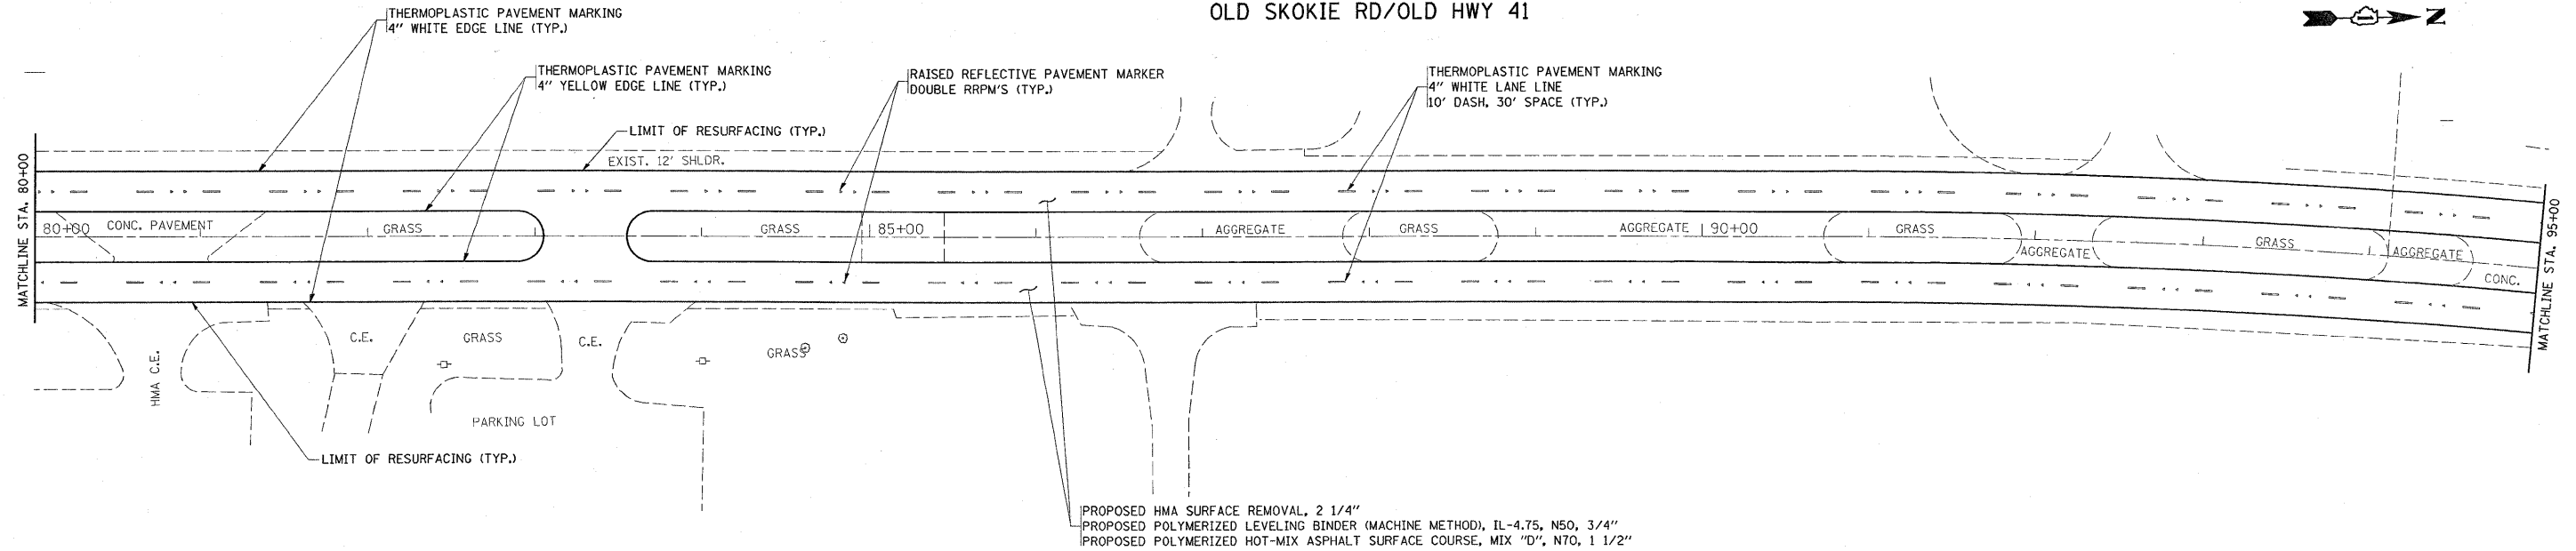 OLD SKOKIE RD/OLD HWY 41
N
THERMOPLASTIC PAVEMENT MARKING
4" WHITE EDGE LINE (TYP.)
THERMOPLASTIC PAVEMENT MARKING
4" YELLOW EDGE LINE (TYP.)
RAISED REFLECTIVE PAVEMENT MARKER
DOUBLE RRPM'S (TYP.)
THERMOPLASTIC PAVEMENT MARKING
4" WHITE LANE LINE
10' DASH, 30' SPACE (TYP.)
LIMIT OF RESURFACING (TYP.)
EXIST. 12' SHLDR.
MATCHLINE STA. 80+00
80+00
CONC. PAVEMENT
GRASS
GRASS
85+00
AGGREGATE
GRASS
AGGREGATE
90+00
GRASS
AGGREGATE
GRASS
AGGREGATE
CONC.
MATCHLINE STA. 95+00
HMA C.E.
C.E.
GRASS
C.E.
GRASS
PARKING LOT
LIMIT OF RESURFACING (TYP.)
PROPOSED HMA SURFACE REMOVAL, 2 1/4"
PROPOSED POLYMERIZED LEVELING BINDER (MACHINE METHOD), IL-4.75, N50, 3/4"
PROPOSED POLYMERIZED HOT-MIX ASPHALT SURFACE COURSE, MIX "D", N70, 1 1/2"